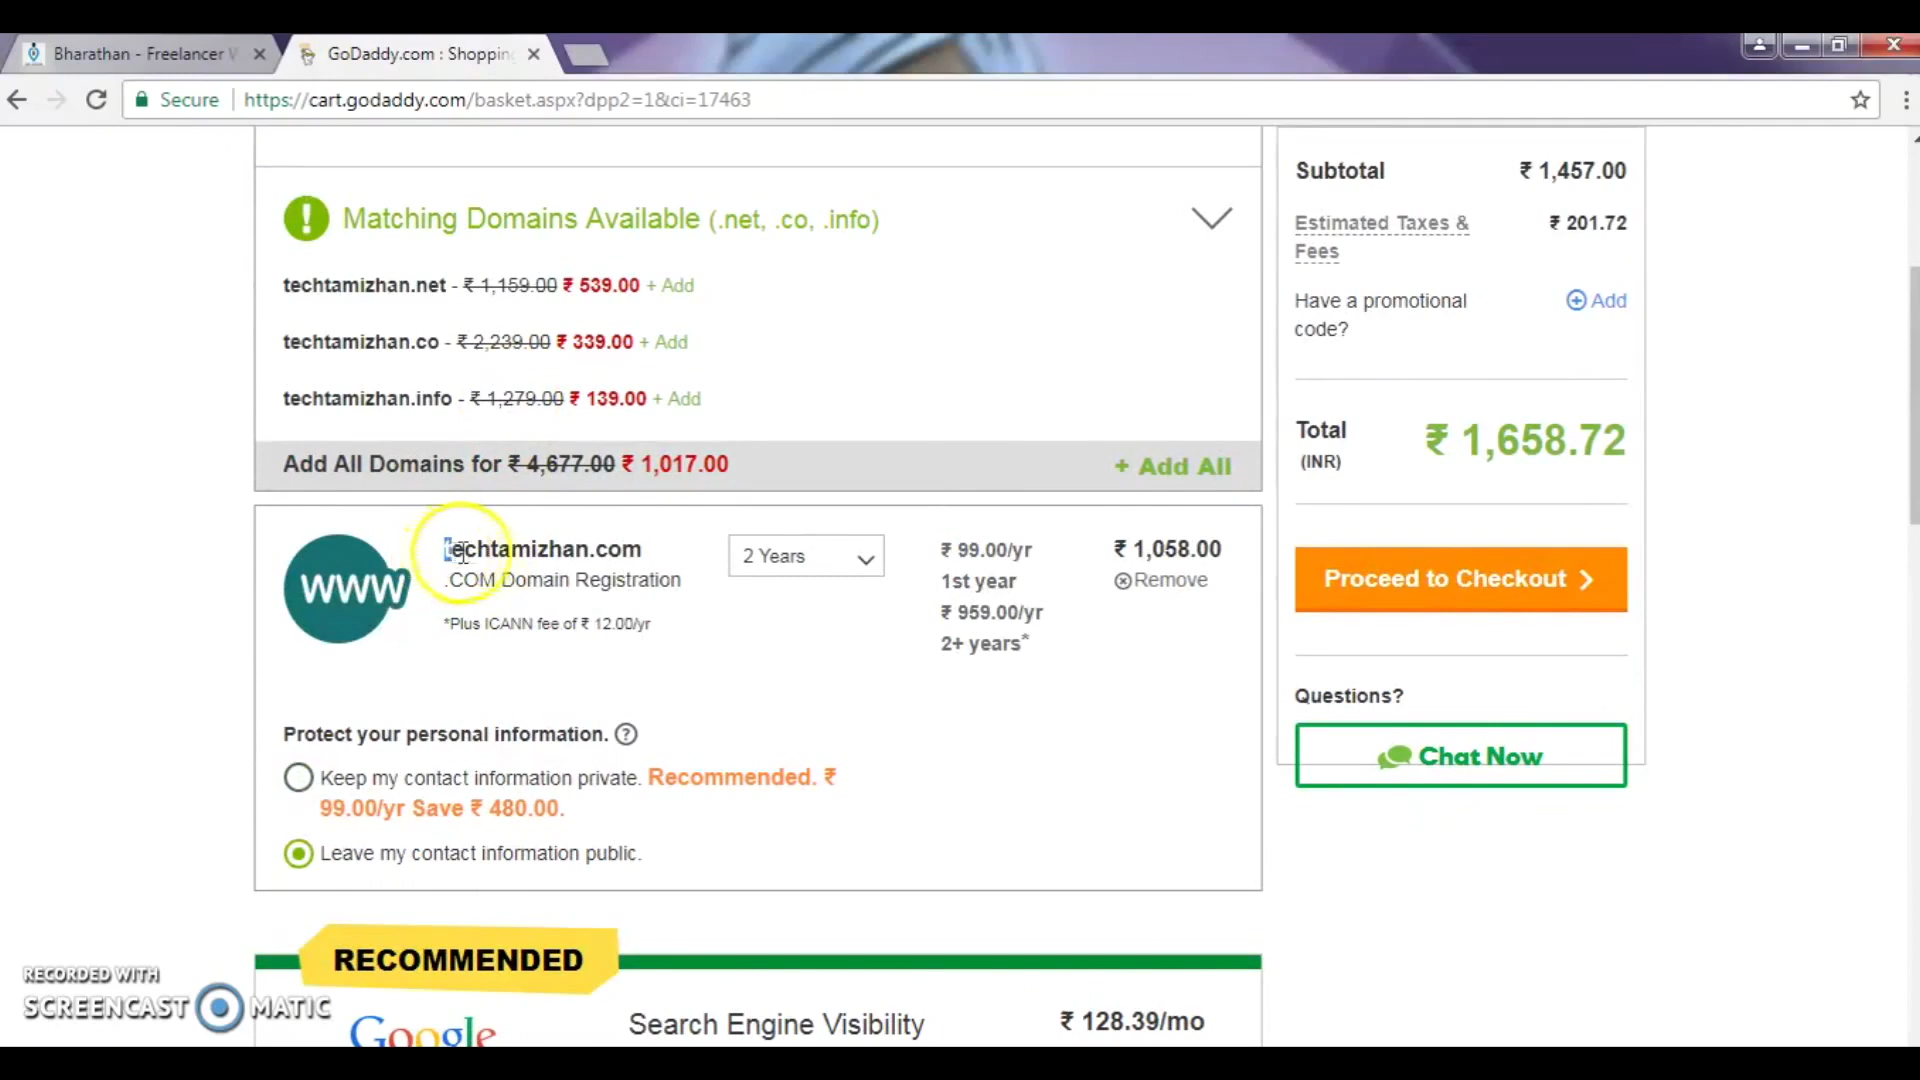 Bharathan - Freelancer W
GoDaddy.com : Shopping
Secure
https://cart.godaddy.com/basket.aspx?dpp2=1&ci=17463
Matching Domains Available (.net, .co, .info)
techtamizhan.net - ₹ 1,159.00 ₹ 539.00 + Add
techtamizhan.co - ₹ 2,239.00 ₹ 339.00 + Add
techtamizhan.info - ₹ 1,279.00 ₹ 139.00 + Add
Add All Domains for ₹ 4,677.00 ₹ 1,017.00
+ Add All
www
techtamizhan.com
.COM Domain Registration
*Plus ICANN fee of ₹ 12.00/yr
2 Years
₹ 99.00/yr
1st year
₹ 959.00/yr
2+ years*
₹ 1,058.00
Remove
Protect your personal information. ?
Keep my contact information private. Recommended. ₹
99.00/yr Save ₹ 480.00.
Leave my contact information public.
RECOMMENDED
Google
Search Engine Visibility
₹ 128.39/mo
Subtotal
₹ 1,457.00
Estimated Taxes &
Fees
₹ 201.72
Have a promotional
code?
Add
Total
(INR)
₹ 1,658.72
Proceed to Checkout
Questions?
Chat Now
RECORDED WITH
SCREENCAST MATIC